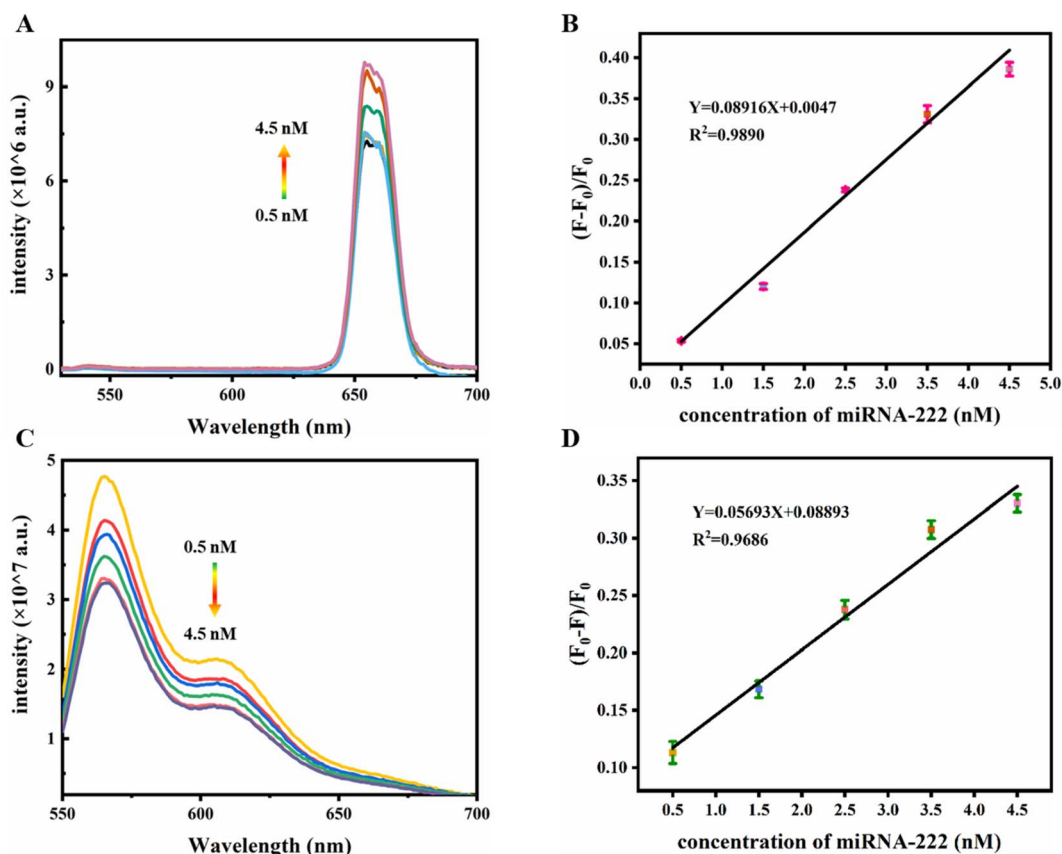 A
9
6
3
0
4.5 nM
0.5 nM
intensity (×10^6 a.u.)
550
600
650
700
Wavelength (nm)
B
0.40
0.35
0.30
0.25
0.20
0.15
0.10
0.05
Y=0.08916X+0.0047
R²=0.9890
(F-F₀)/F₀
0.0
0.5
1.0
1.5
2.0
2.5
3.0
3.5
4.0
4.5
5.0
concentration of miRNA-222 (nM)
C
5
4
3
2
1
0.5 nM
4.5 nM
intensity (×10^7 a.u.)
550
600
650
700
Wavelength (nm)
D
0.35
0.30
0.25
0.20
0.15
0.10
Y=0.05693X+0.08893
R²=0.9686
(F₀-F)/F₀
0.5
1.0
1.5
2.0
2.5
3.0
3.5
4.0
4.5
concentration of miRNA-222 (nM)